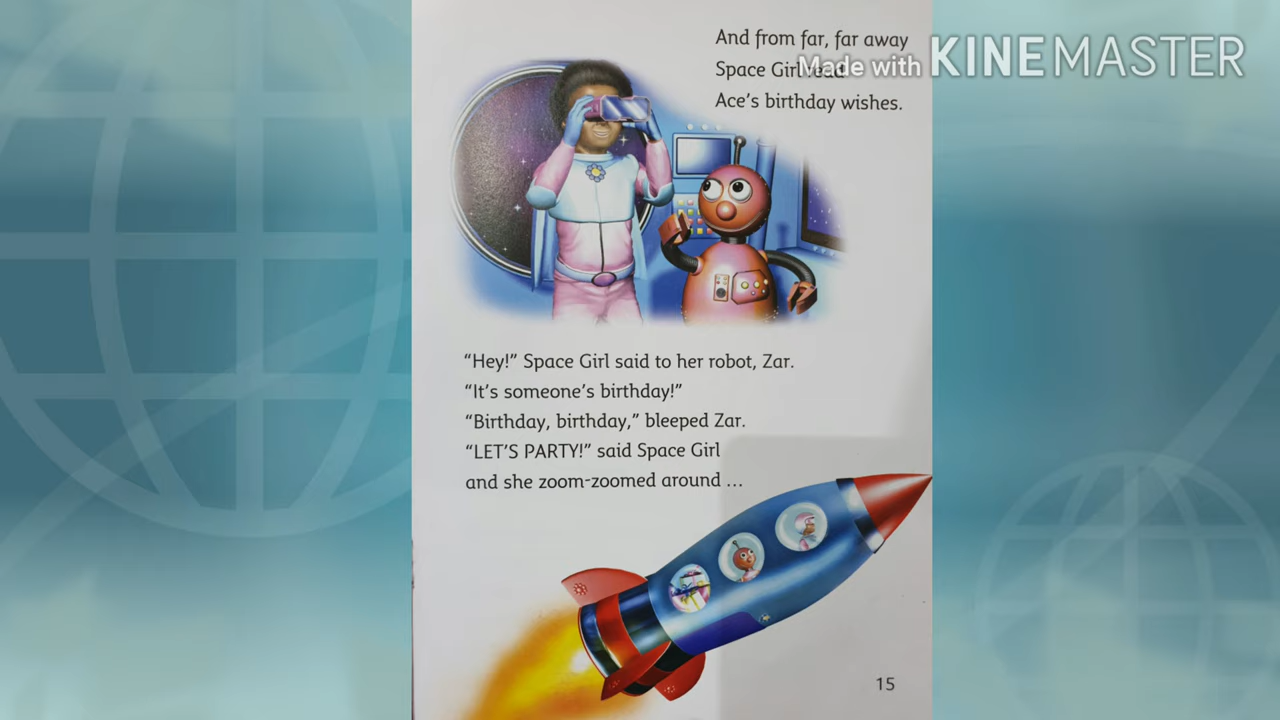 And from far, far away
Space Girl read
Ace's birthday wishes.
Made with KINEMASTER
"Hey!" Space Girl said to her robot, Zar.
"It's someone's birthday!"
"Birthday, birthday," bleeped Zar.
"LET'S PARTY!" said Space Girl
and she zoom-zoomed around ...
15